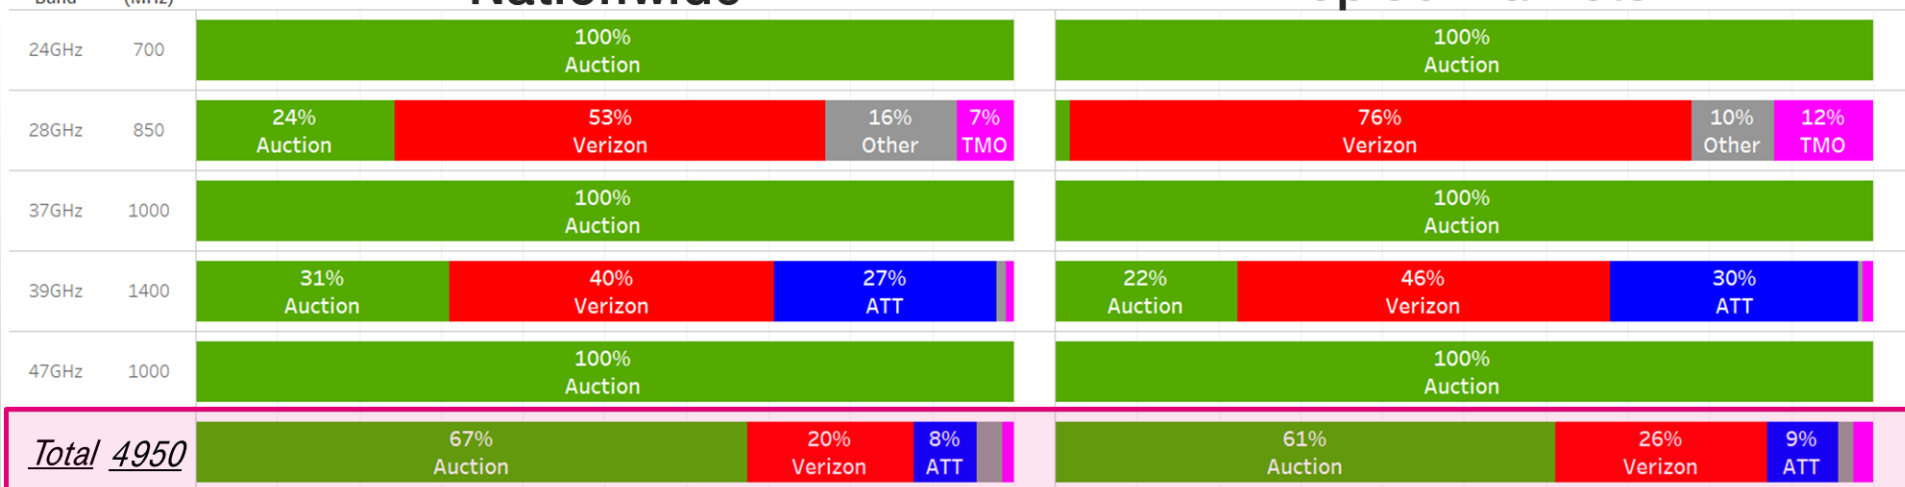 Band (MHz) Nationwide
24GHz 700 100% 100%
Auction Auction
28GHz 850 24% 53% 16% 7% 76% 10% 12%
Auction Verizon Other TMO Verizon Other TMO
37GHz 1000 100% 100%
Auction Auction
39GHz 1400 31% 40% 27% 22% 46% 30%
Auction Verizon ATT Auction Verizon ATT
47GHz 1000 100% 100%
Auction Auction
Total 4950 67% 20% 8% 61% 26% 9%
Auction Verizon ATT Auction Verizon ATT